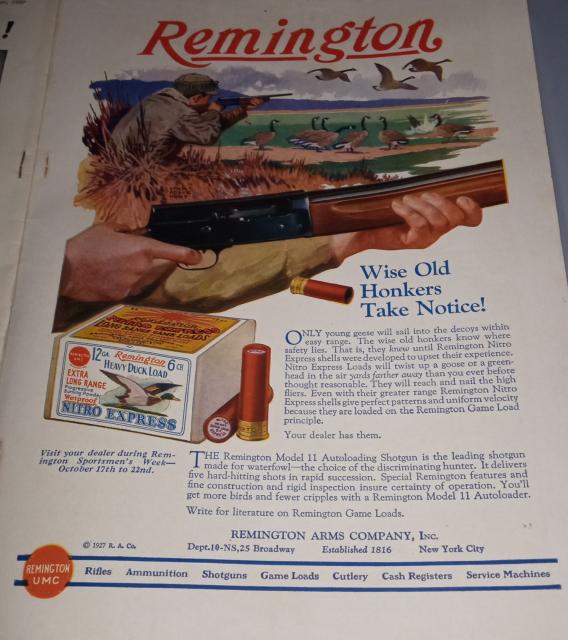 !
Remington
Wise Old
Honkers
Take Notice!
ONLY young geese will sail into the decoys within
easy range. The wise old honkers know where
safety lies. That is, they knew until Remington Nitro
Express shells were developed to upset their experience.
Nitro Express Loads will twist up a goose or a green-
head in the air yards farther away than you ever before
thought reasonable. They will reach and nail the high
fliers. Even with their greater range Remington Nitro
Express shells give perfect patterns and uniform velocity
because they are loaded on the Remington Game Load
principle.
Your dealer has them.
LONG RANGE GAME LOADS
REMINGTON
UMC
12 GA. Remington 6 CH
HEAVY DUCK LOAD
EXTRA
LONG RANGE
Progressive
Burning Powder
Wetproof
NITRO EXPRESS
Visit your dealer during Rem-
ington Sportsmen's Week—
October 17th to 22nd.
THE Remington Model 11 Autoloading Shotgun is the leading shotgun
made for waterfowl—the choice of the discriminating hunter. It delivers
five hard-hitting shots in rapid succession. Special Remington features and
fine construction and rigid inspection insure certainty of operation. You'll
get more birds and fewer cripples with a Remington Model 11 Autoloader.
Write for literature on Remington Game Loads.
REMINGTON ARMS COMPANY, Inc.
© 1927 R. A. Co.
Dept.10-NS,25 Broadway Established 1816 New York City
REMINGTON
UMC
Rifles Ammunition Shotguns Game Loads Cutlery Cash Registers Service Machines